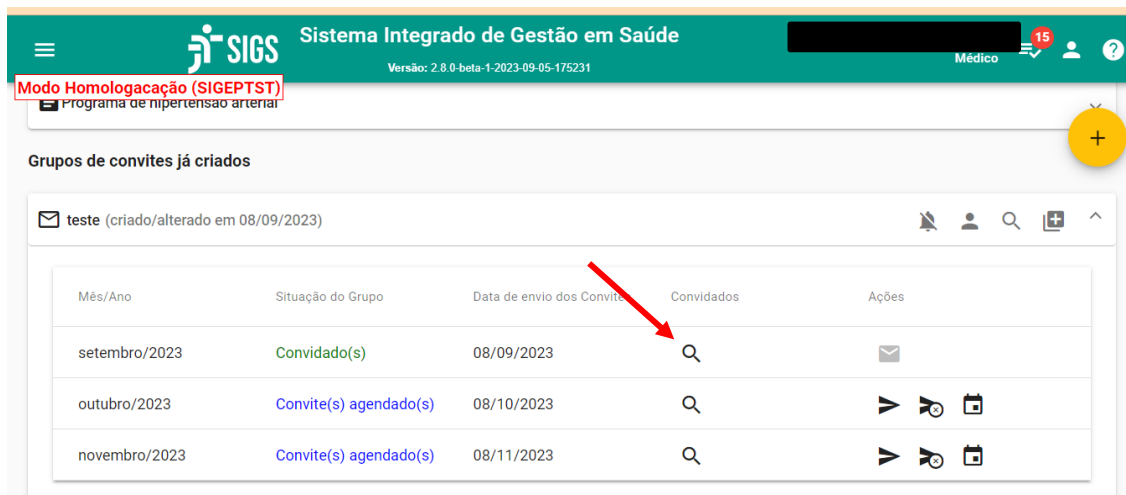 SIGS
Sistema Integrado de Gestão em Saúde
Versão: 2.8.0-beta-1-2023-09-05-175231
Médico
15
Modo Homologacação (SIGEPTST)
Programa de hipertensão arterial
Grupos de convites já criados
teste (criado/alterado em 08/09/2023)
Mês/Ano Situação do Grupo Data de envio dos Convite Convidados Ações
setembro/2023 Convidado(s) 08/09/2023
outubro/2023 Convite(s) agendado(s) 08/10/2023
novembro/2023 Convite(s) agendado(s) 08/11/2023